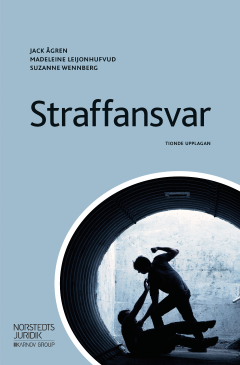 JACK ÅGREN
MADELEINE LEIJONHUFVUD
SUZANNE WENNBERG
Straffansvar
TIONDE UPPLAGAN
NORSTEDTS
JURIDIK
KARNOV GROUP